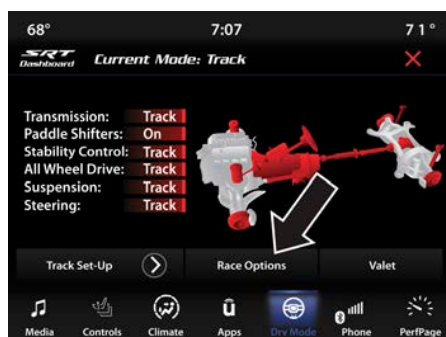 68° 7:07 71°
SRT
Dashboard Current Mode: Track
Transmission: Track
Paddle Shifters: On
Stability Control: Track
All Wheel Drive: Track
Suspension: Track
Steering: Track
Track Set-Up Race Options Valet
Media Controls Climate Apps Drv Mode Phone PerfPage